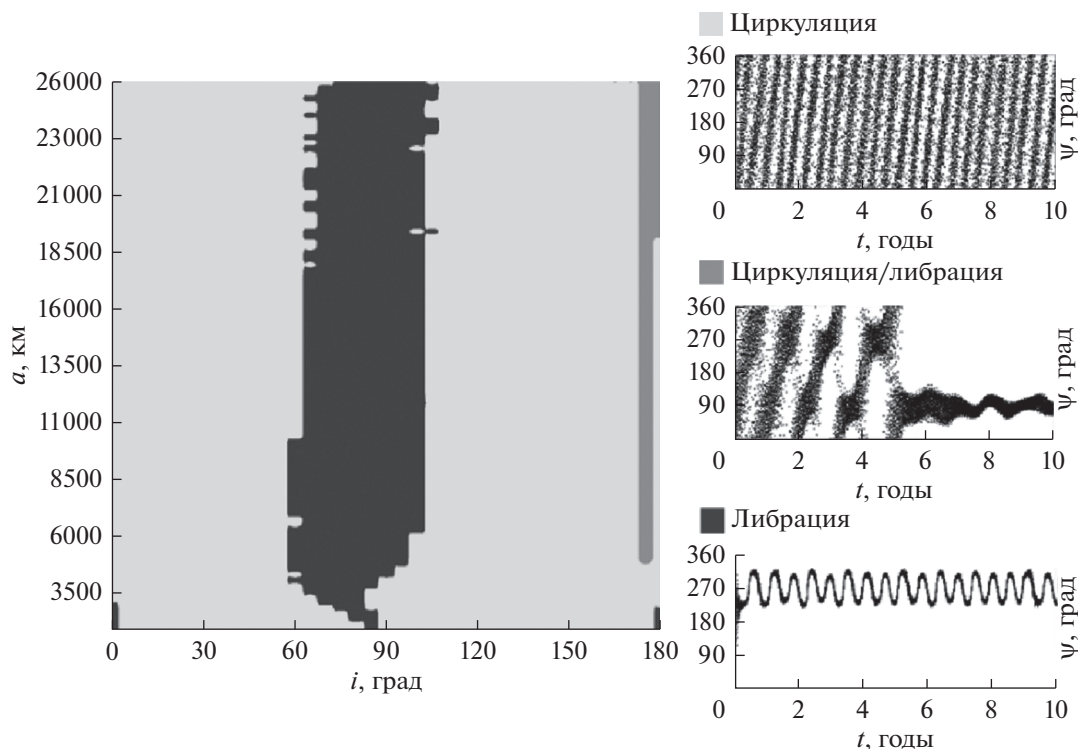 26000
23000
21000
18500
16000
13500
11000
8500
6000
3500
a, км
0 30 60 90 120 150 180
i, град
Циркуляция
360
270
180
90
0 2 4 6 8 10
ψ, град
t, годы
Циркуляция/либрация
360
270
180
90
0 2 4 6 8 10
ψ, град
t, годы
Либрация
360
270
180
90
0 2 4 6 8 10
ψ, град
t, годы